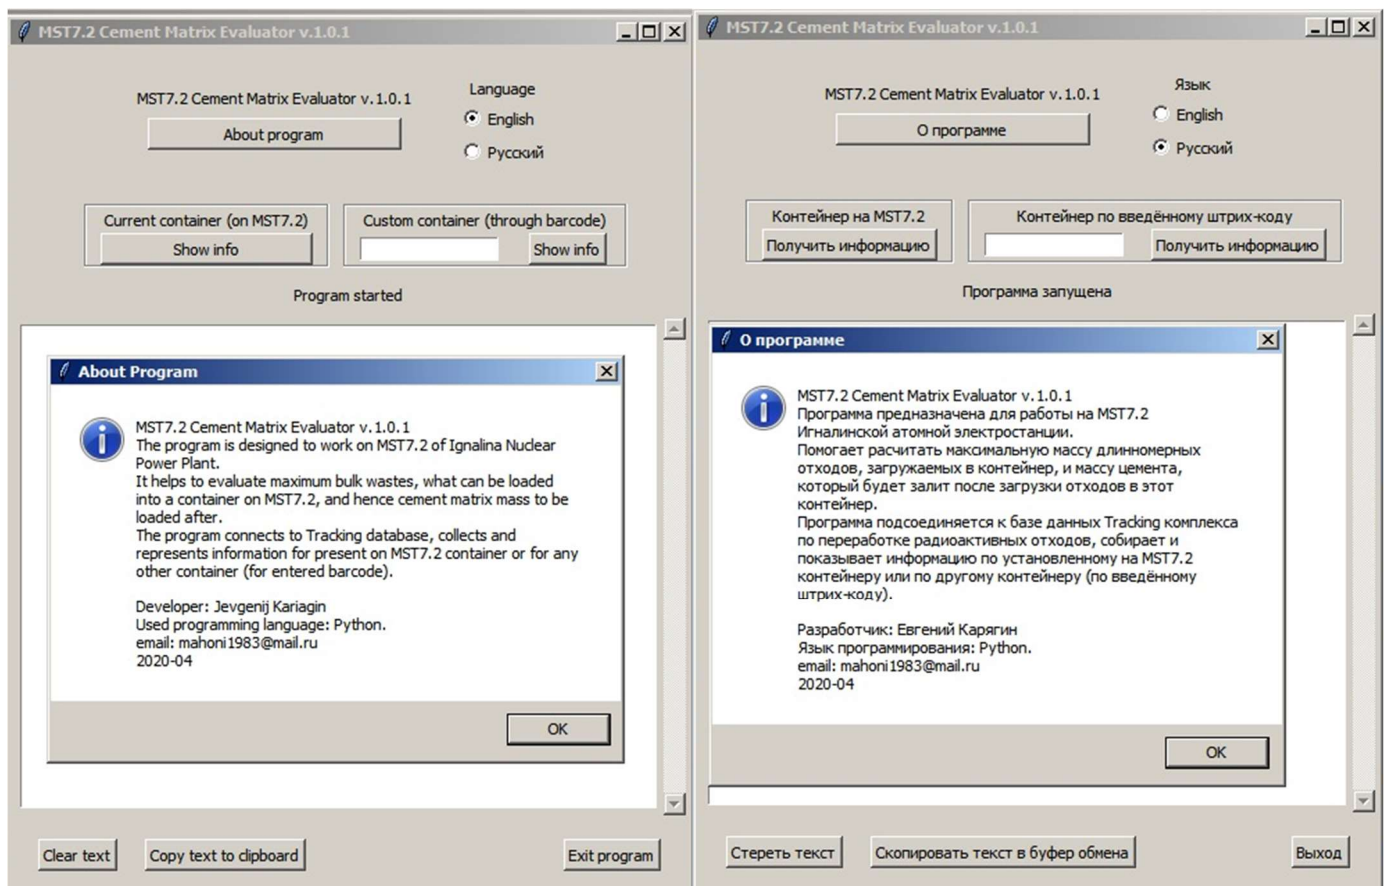 MST7.2 Cement Matrix Evaluator v.1.0.1
MST7.2 Cement Matrix Evaluator v.1.0.1
About program
Language
English
Русский
Current container (on MST7.2)
Show info
Custom container (through barcode)
Show info
Program started
About Program
MST7.2 Cement Matrix Evaluator v.1.0.1
The program is designed to work on MST7.2 of Ignalina Nuclear
Power Plant.
It helps to evaluate maximum bulk wastes, what can be loaded
into a container on MST7.2, and hence cement matrix mass to be
loaded after.
The program connects to Tracking database, collects and
represents information for present on MST7.2 container or for any
other container (for entered barcode).
Developer: Jevgenij Kariagin
Used programming language: Python.
email: mahoni1983@mail.ru
2020-04
OK
Clear text
Copy text to clipboard
Exit program
MST7.2 Cement Matrix Evaluator v.1.0.1
MST7.2 Cement Matrix Evaluator v.1.0.1
О программе
Язык
English
Русский
Контейнер на MST7.2
Получить информацию
Контейнер по введённому штрих-коду
Получить информацию
Программа запущена
О программе
MST7.2 Cement Matrix Evaluator v.1.0.1
Программа предназначена для работы на MST7.2
Игналинской атомной электростанции.
Помогает расчитать максимальную массу длинномерных
отходов, загружаемых в контейнер, и массу цемента,
который будет залит после загрузки отходов в этот
контейнер.
Программа подсоединяется к базе данных Tracking комплекса
по переработке радиоактивных отходов, собирает и
показывает информацию по установленному на MST7.2
контейнеру или по другому контейнеру (по введённому
штрих-коду).
Разработчик: Евгений Карягин
Язык программирования: Python.
email: mahoni1983@mail.ru
2020-04
OK
Стереть текст
Скопировать текст в буфер обмена
Выход